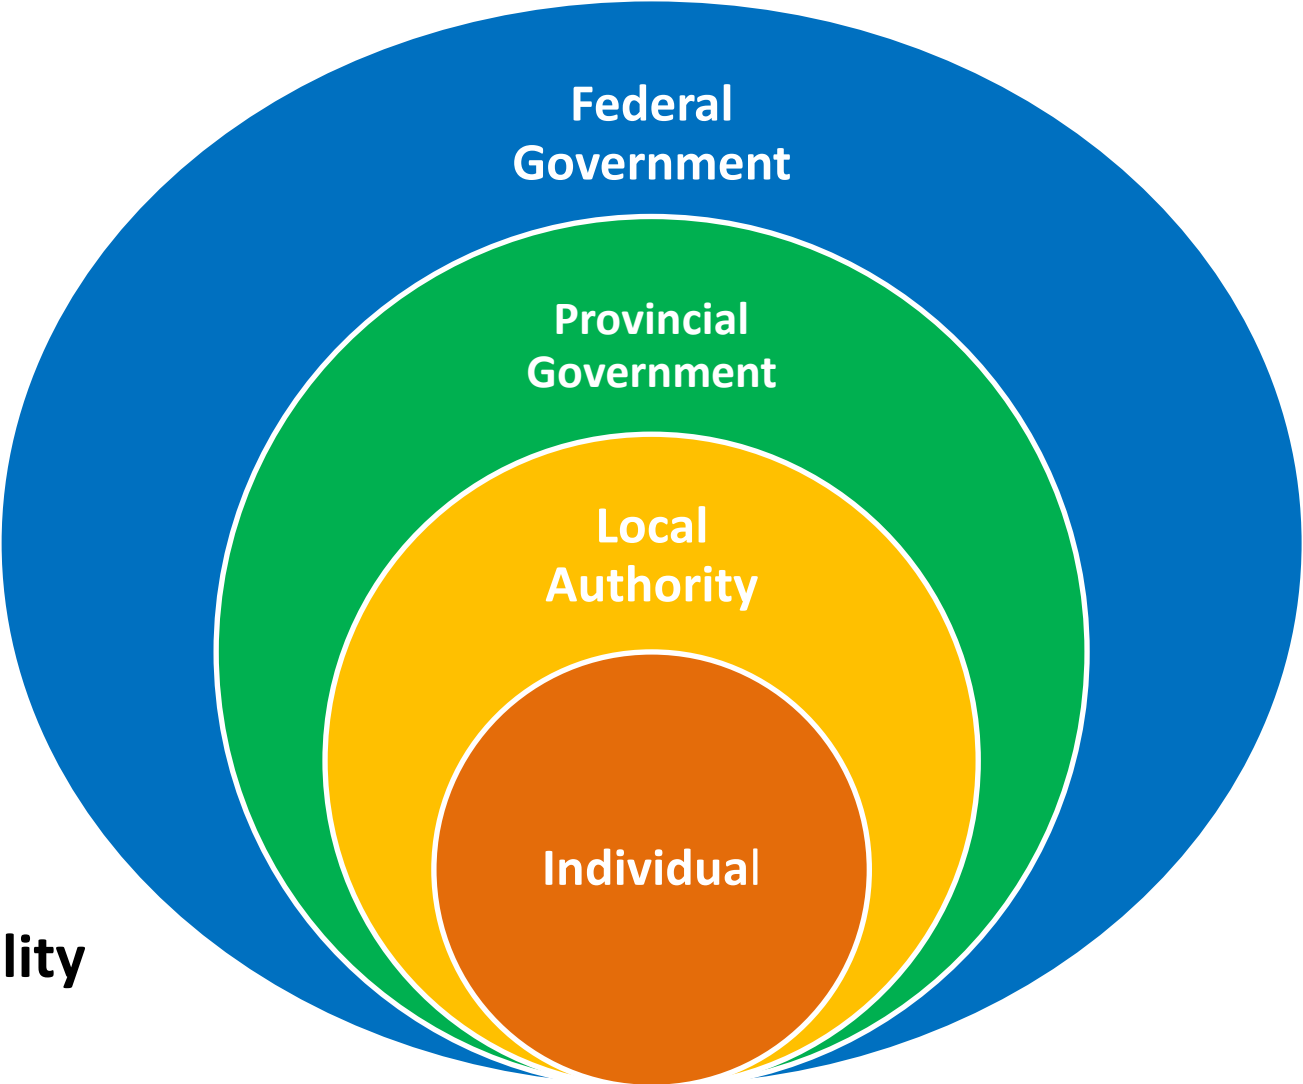 Federal
Government
Provincial
Government
Local
Authority
Individual
lity